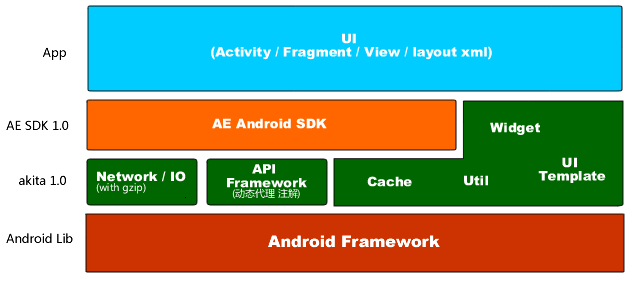 App
UI
(Activity / Fragment / View / layout xml)
AE SDK 1.0
AE Android SDK
Widget
akita 1.0
Network / IO
(with gzip)
API
Framework
(动态代理 注解)
Cache
Util
UI
Template
Android Lib
Android Framework